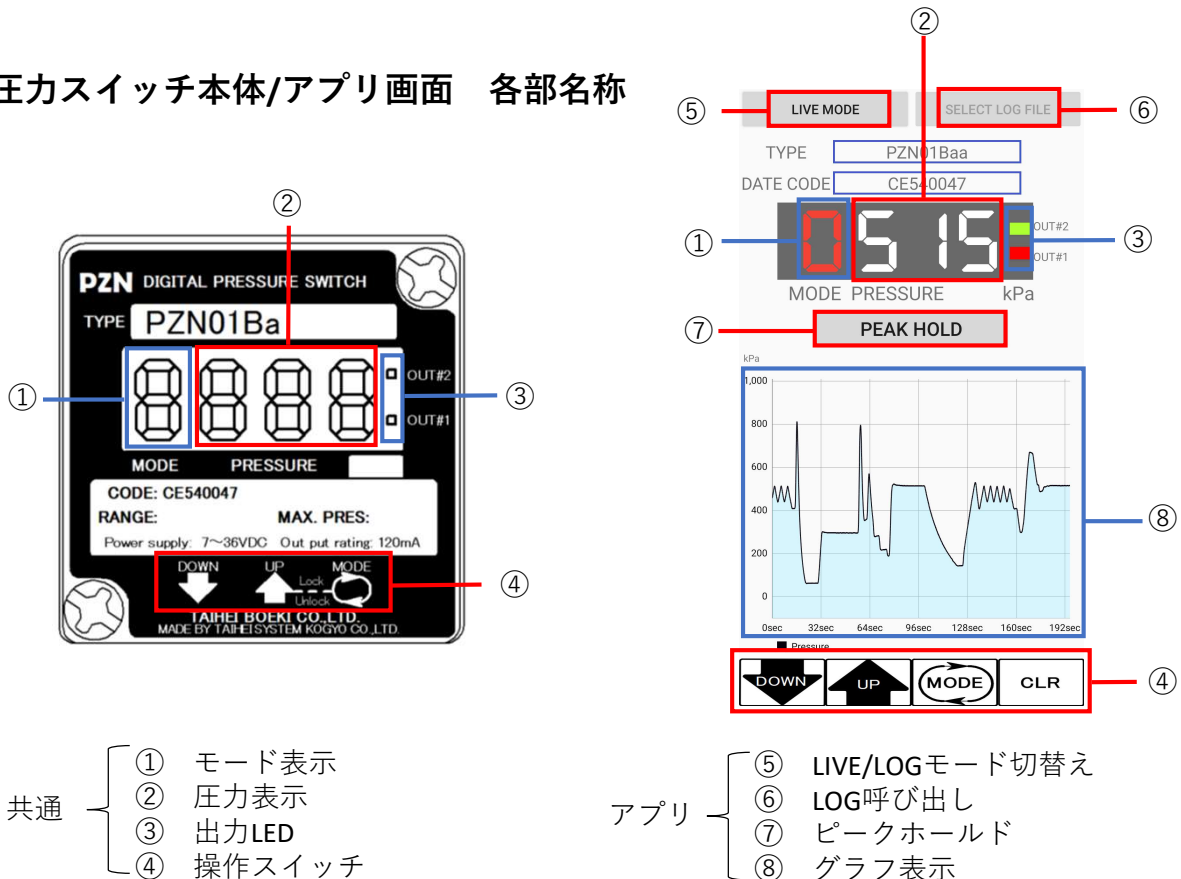 圧力スイッチ本体/アプリ画面　各部名称
②
PZN DIGITAL PRESSURE SWITCH
TYPE PZN01Ba
① 8 8 8 8 OUT#2 ③
OUT#1
MODE PRESSURE
CODE: CE540047
RANGE: MAX. PRES:
Power supply: 7～36VDC Out put rating: 120mA
DOWN UP MODE
Lock
Unlock
④
TAIHEI BOEKI CO.,LTD.
MADE BY TAIHEI SYSTEM KOGYO CO.,LTD.
②
⑤ LIVE MODE SELECT LOG FILE ⑥
TYPE PZN01Baa
DATE CODE CE540047
① 0 515 OUT#2 ③
OUT#1
MODE PRESSURE kPa
⑦ PEAK HOLD
kPa
1,000
800
600
400
200
0
⑧
0sec 32sec 64sec 96sec 128sec 160sec 192sec
Pressure
DOWN UP MODE CLR ④
共通
① モード表示
② 圧力表示
③ 出力LED
④ 操作スイッチ
アプリ
⑤ LIVE/LOGモード切替え
⑥ LOG呼び出し
⑦ ピークホールド
⑧ グラフ表示